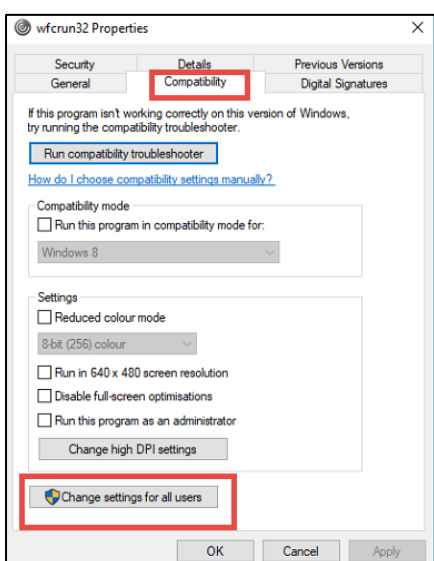 wfcrun32 Properties
Security Details Previous Versions
General Compatibility Digital Signatures
If this program isn't working correctly on this version of Windows,
try running the compatibility troubleshooter.
Run compatibility troubleshooter
How do I choose compatibility settings manually?
Compatibility mode
Run this program in compatibility mode for:
Windows 8
Settings
Reduced colour mode
8-bit (256) colour
Run in 640 x 480 screen resolution
Disable full-screen optimisations
Run this program as an administrator
Change high DPI settings
Change settings for all users
OK Cancel Apply